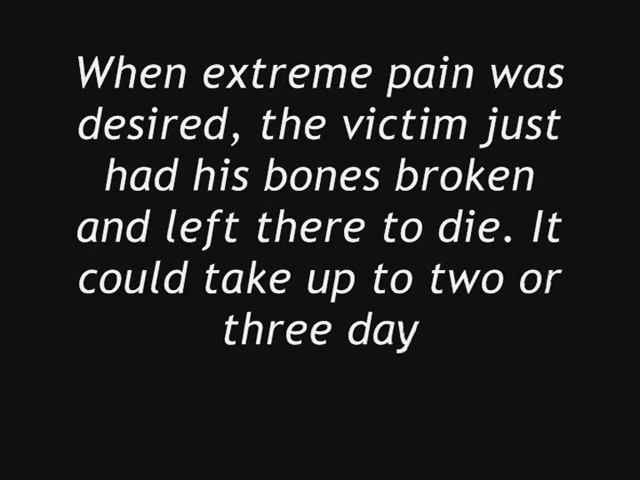 When extreme pain was
desired, the victim just
had his bones broken
and left there to die. It
could take up to two or
three day